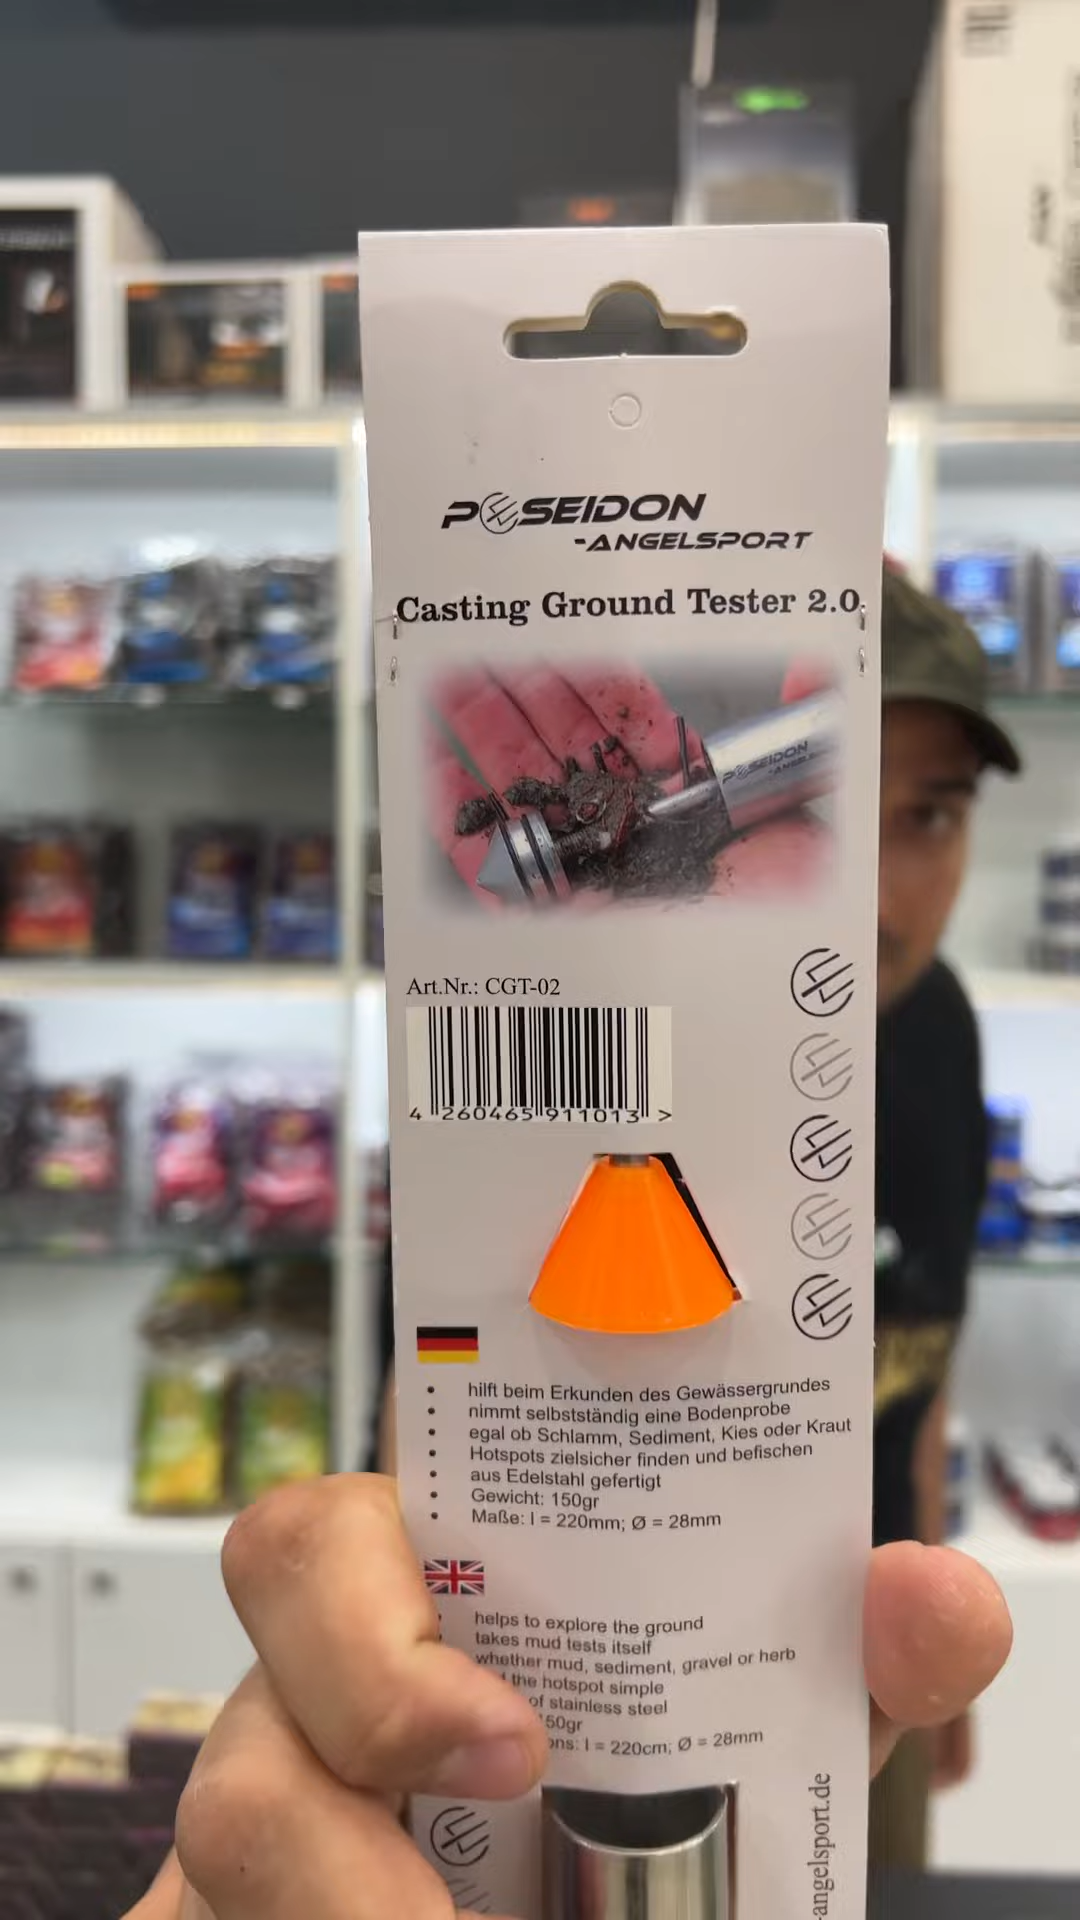 POSEIDON
-ANGELSPORT
Casting Ground Tester 2.0
POSEIDON
Art.Nr.: CGT-02
4 260465 911013 >
hilft beim Erkunden des Gewässergrundes
nimmt selbstständig eine Bodenprobe
egal ob Schlamm, Sediment, Kies oder Kraut
Hotspots zielsicher finden und befischen
aus Edelstahl gefertigt
Gewicht: 150gr
Maße: l = 220mm; Ø = 28mm
helps to explore the ground
takes mud tests itself
whether mud, sediment, gravel or herb
the hotspot simple
of stainless steel
50gr
ons: l = 220cm; Ø = 28mm
-angelsport.de